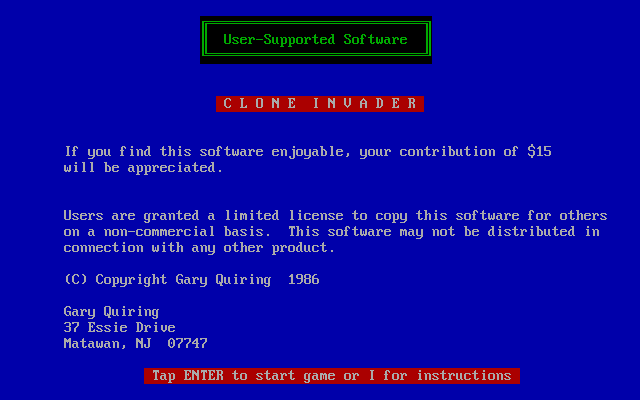 User-Supported Software
C L O N E  I N V A D E R
If you find this software enjoyable, your contribution of $15
will be appreciated.
Users are granted a limited license to copy this software for others
on a non-commercial basis.  This software may not be distributed in
connection with any other product.
(C) Copyright Gary Quiring  1986
Gary Quiring
37 Essie Drive
Matawan, NJ  07747
Tap ENTER to start game or I for instructions